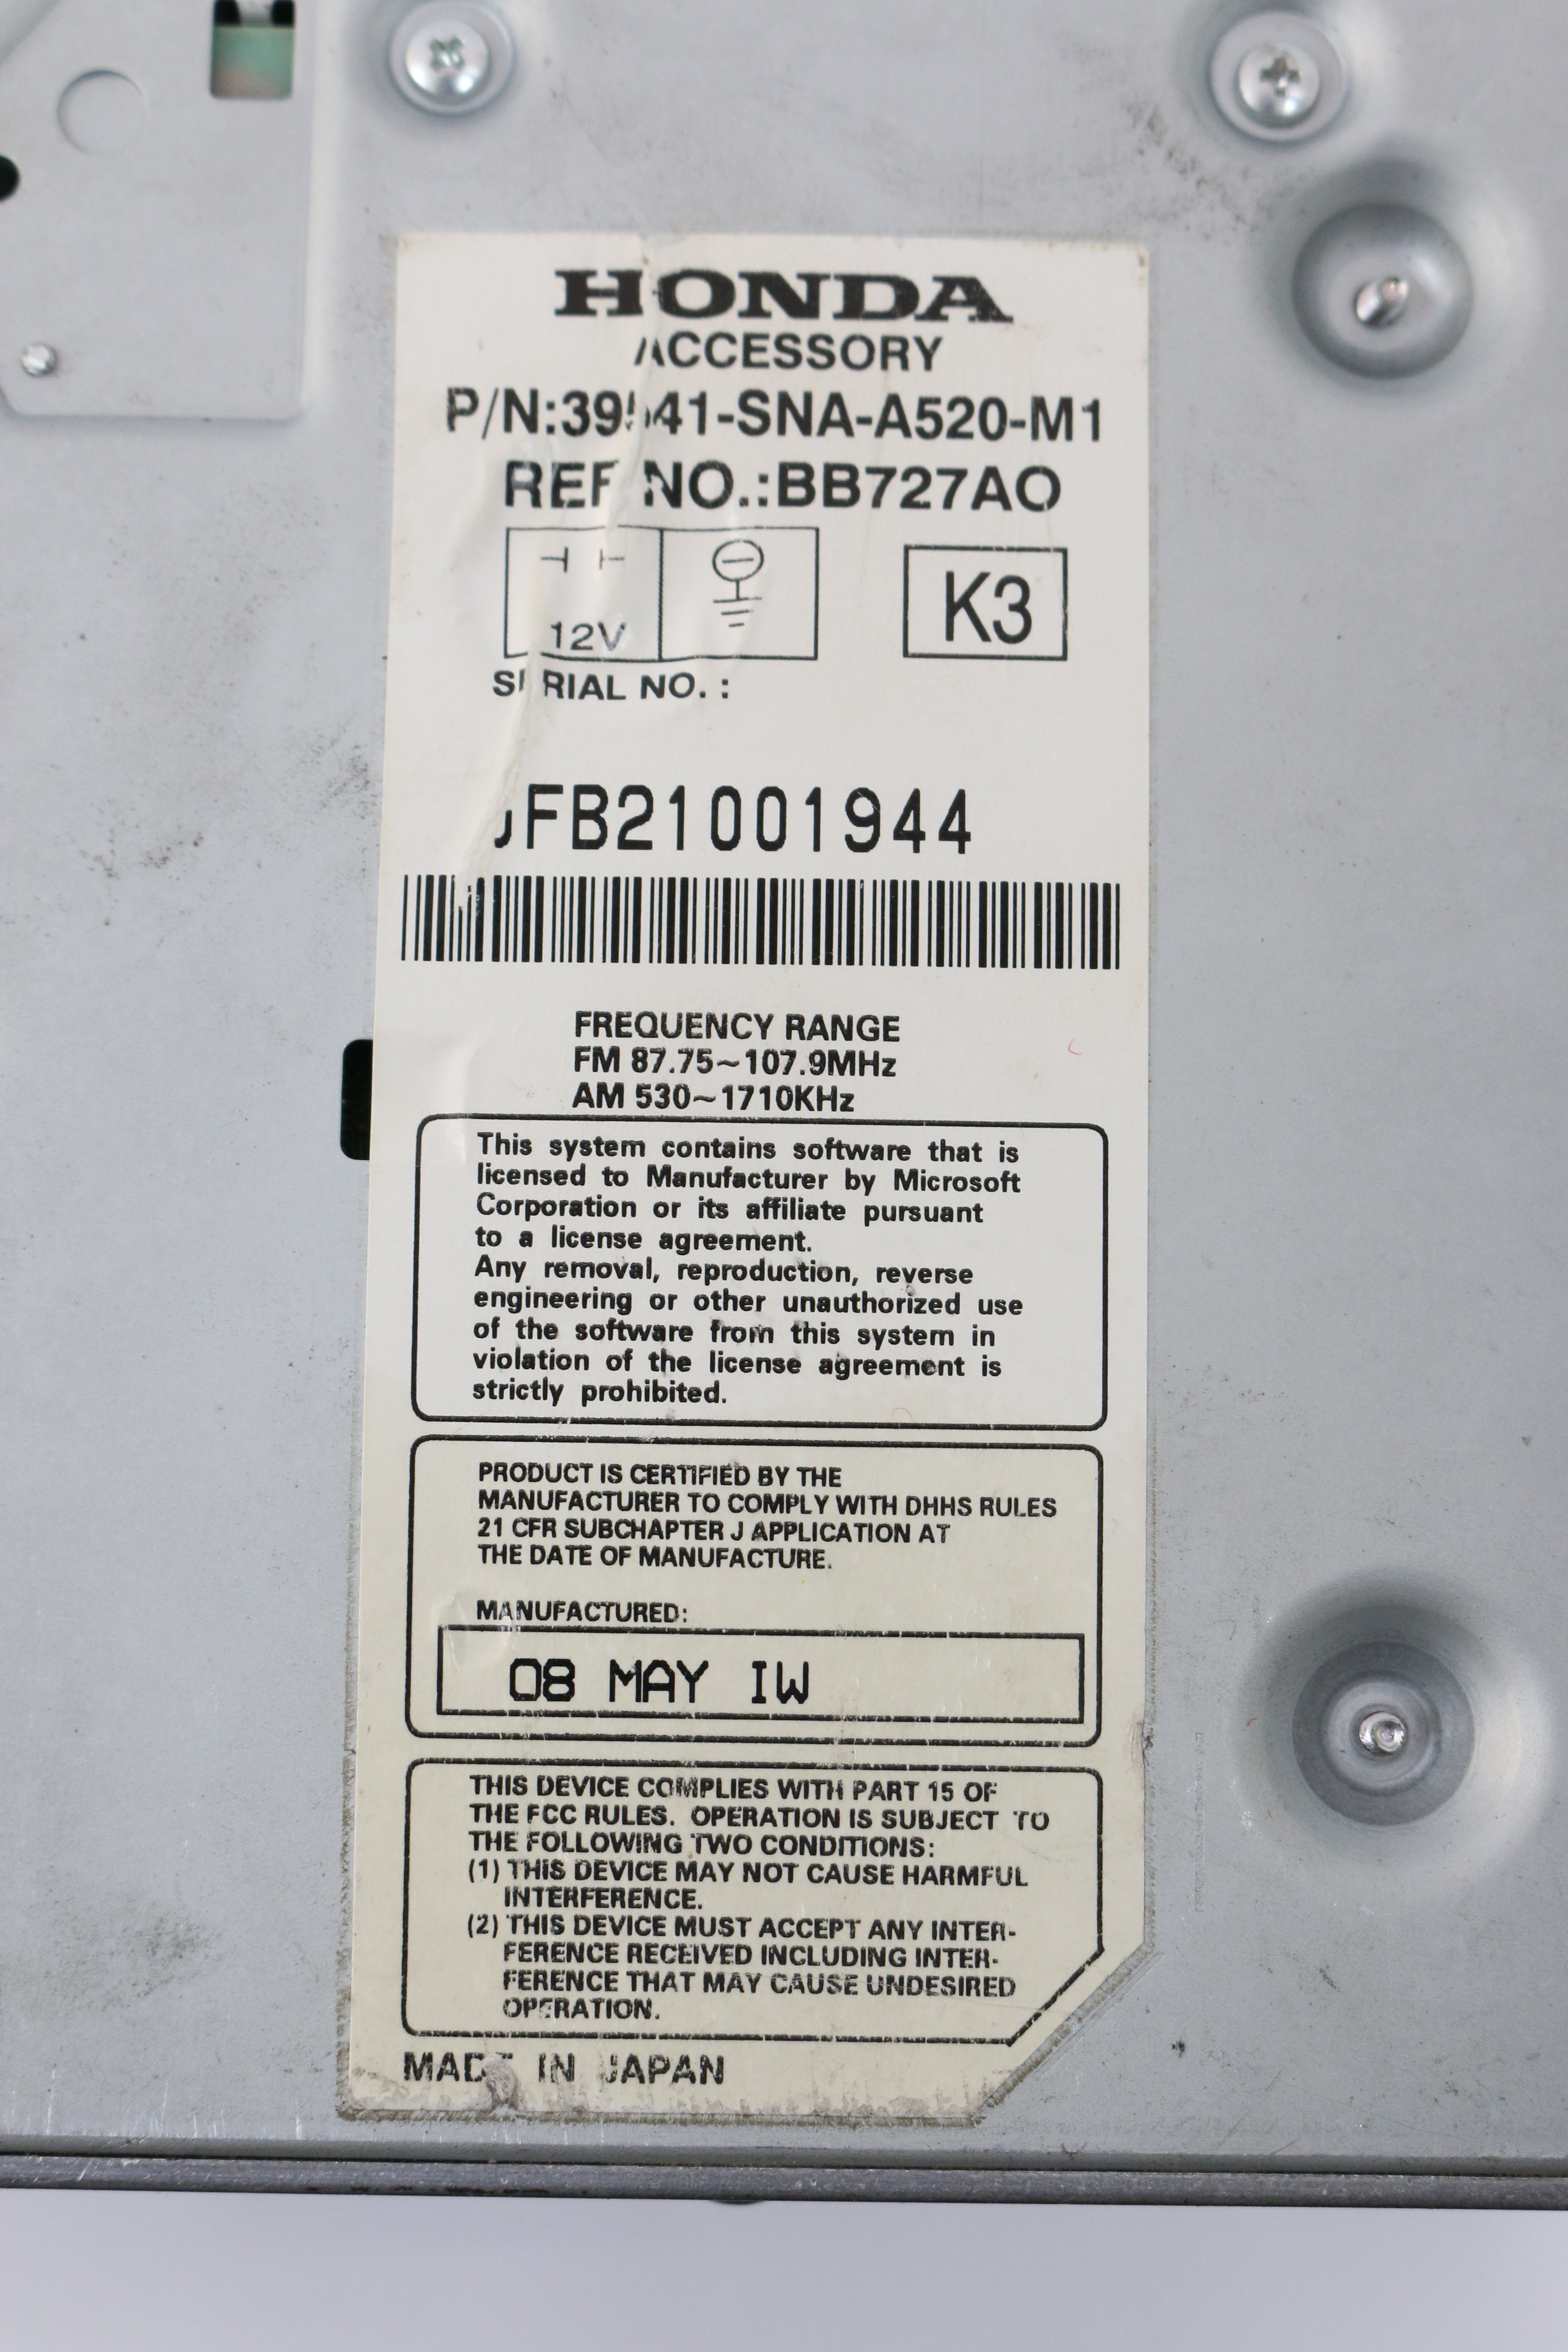 HONDA
ACCESSORY
P/N:39541-SNA-A520-M1
REF NO.:BB727AO
12V
K3
SERIAL NO. :
JFB21001944
FREQUENCY RANGE
FM 87.75~107.9MHz
AM 530~1710KHz
This system contains software that is
licensed to Manufacturer by Microsoft
Corporation or its affiliate pursuant
to a license agreement.
Any removal, reproduction, reverse
engineering or other unauthorized use
of the software from this system in
violation of the license agreement is
strictly prohibited.
PRODUCT IS CERTIFIED BY THE
MANUFACTURER TO COMPLY WITH DHHS RULES
21 CFR SUBCHAPTER J APPLICATION AT
THE DATE OF MANUFACTURE.
MANUFACTURED:
08 MAY IW
THIS DEVICE COMPLIES WITH PART 15 OF
THE FCC RULES. OPERATION IS SUBJECT TO
THE FOLLOWING TWO CONDITIONS:
(1) THIS DEVICE MAY NOT CAUSE HARMFUL
INTERFERENCE.
(2) THIS DEVICE MUST ACCEPT ANY INTER-
FERENCE RECEIVED INCLUDING INTER-
FERENCE THAT MAY CAUSE UNDESIRED
OPERATION.
MADE IN JAPAN